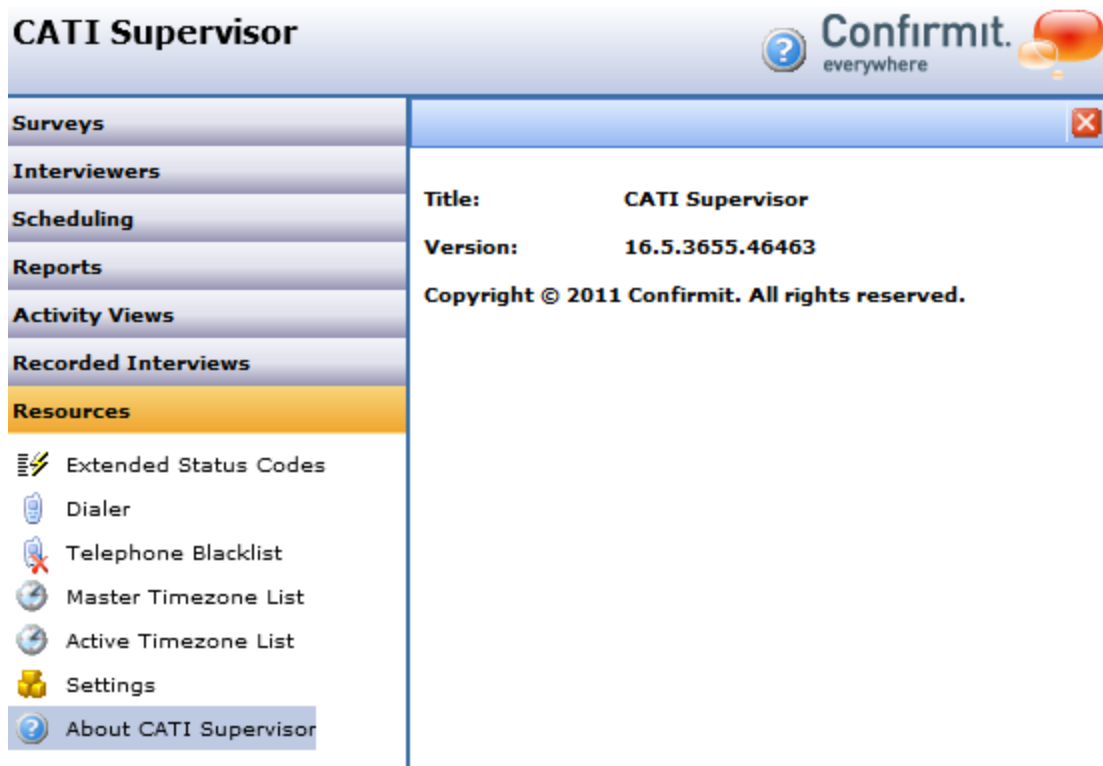 CATI Supervisor
?
Confirmit.
everywhere
Surveys
Interviewers
Scheduling
Reports
Activity Views
Recorded Interviews
Resources
Extended Status Codes
Dialer
Telephone Blacklist
Master Timezone List
Active Timezone List
Settings
? About CATI Supervisor
Title: CATI Supervisor
Version: 16.5.3655.46463
Copyright © 2011 Confirmit. All rights reserved.